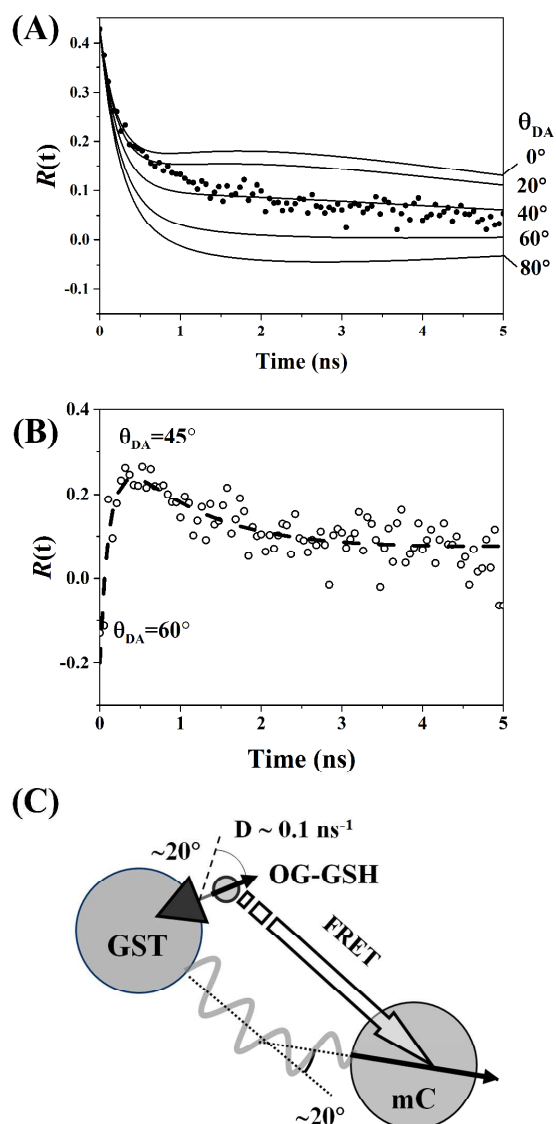 (A)
0.4
0.3
0.2
0.1
0.0
-0.1
R(t)
θDA
0°
20°
40°
60°
80°
0 1 2 3 4 5
Time (ns)
(B)
0.4
0.2
0.0
-0.2
R(t)
θDA=45°
θDA=60°
0 1 2 3 4 5
Time (ns)
(C)
D ~ 0.1 ns⁻¹
~20°
OG-GSH
GST
FRET
mC
~20°